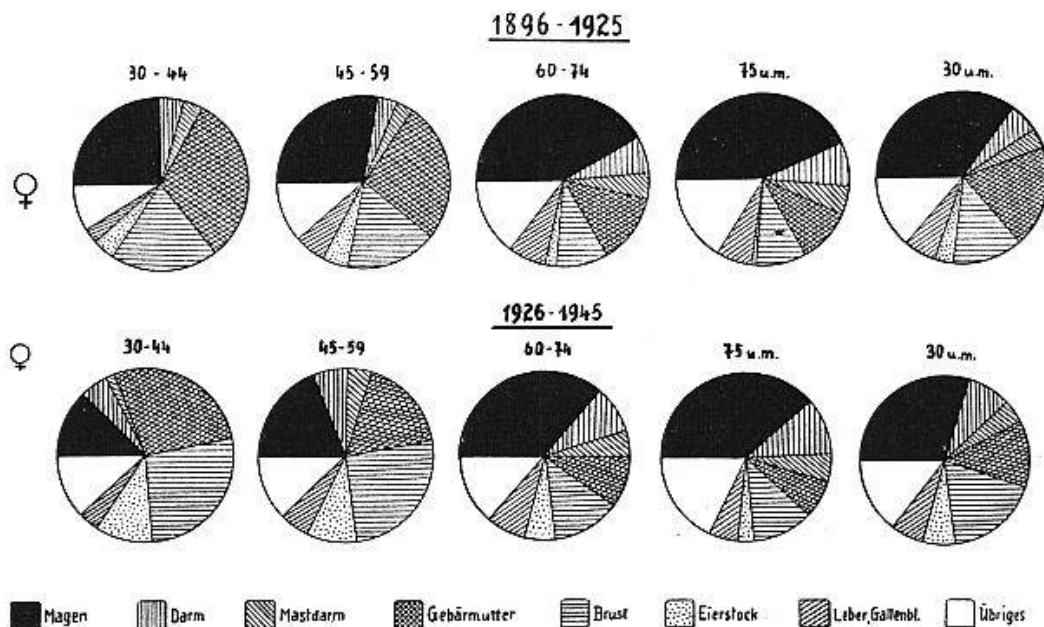 1896-1925
30-44 45-59 60-74 75 u.m. 30 u.m.
♀
1926-1945
♀
30-44 45-59 60-74 75 u.m. 30 u.m.
Magen Darm Mastdarm Gebärmutter Brust Eierstock Leber, Gallenbl. Übriges